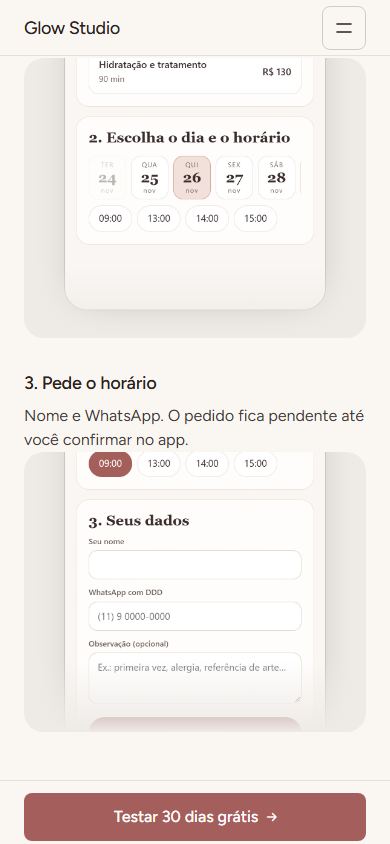 Glow Studio
Hidratação e tratamento
R$ 130
90 min
2. Escolha o dia e o horário
TER QUA QUI SEX SÁB
24 25 26 27 28
nov nov nov nov nov
09:00 13:00 14:00 15:00
3. Pede o horário
Nome e WhatsApp. O pedido fica pendente até
você confirmar no app.
09:00 13:00 14:00 15:00
3. Seus dados
Seu nome
WhatsApp com DDD
(11) 9 0000-0000
Observação (opcional)
Ex.: primeira vez, alergia, referência de arte...
Testar 30 dias grátis →